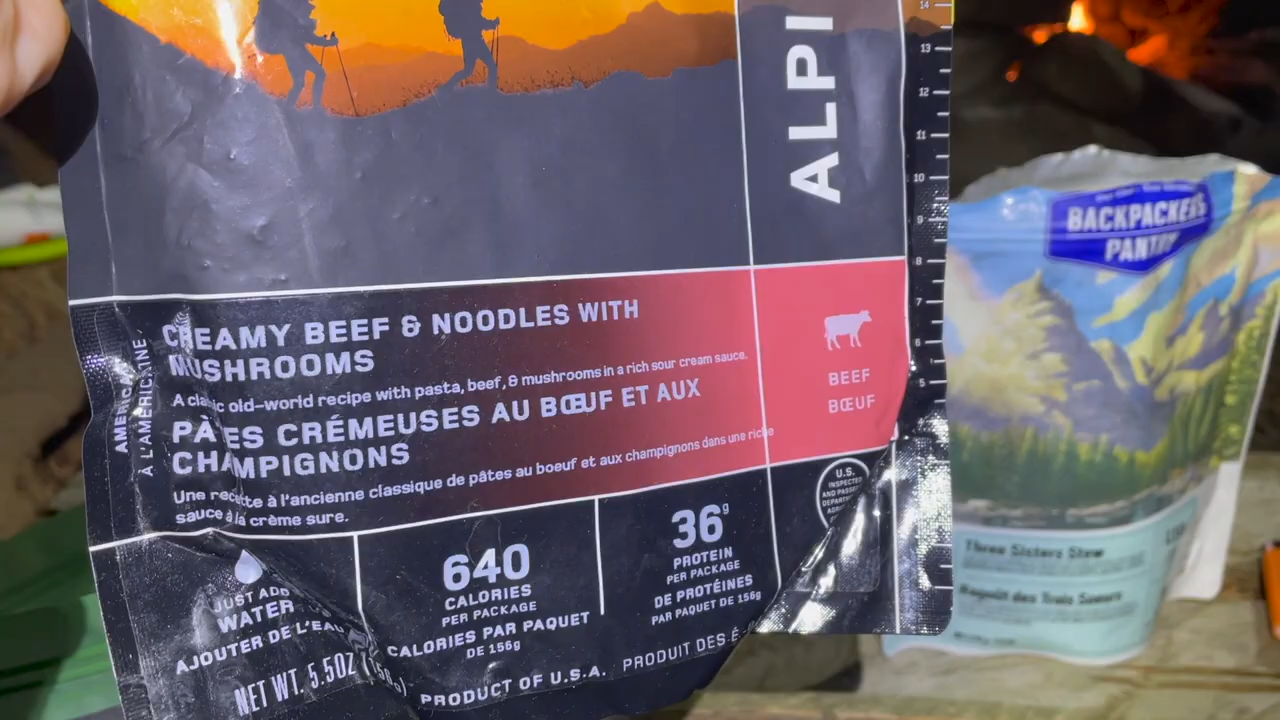 ALPI
14
13
12
11
10
9
8
7
6
5
CREAMY BEEF & NOODLES WITH
MUSHROOMS
A classic old-world recipe with pasta, beef, & mushrooms in a rich sour cream sauce.
PÂTES CRÉMEUSES AU BŒUF ET AUX
CHAMPIGNONS
Une recette à l'ancienne classique de pâtes au boeuf et aux champignons dans une riche
sauce à la crème sure.
AMERICAN
À L'AMÉRICAINE
BEEF
BŒUF
U.S.
INSPECTED
AND PASSED
JUST ADD
WATER
AJOUTER DE L'EAU
640
CALORIES
PER PACKAGE
CALORIES PAR PAQUET
DE 156g
36g
PROTEIN
PER PACKAGE
DE PROTÉINES
PAR PAQUET DE 156g
NET WT. 5.5OZ (156g)
PRODUCT OF U.S.A.
PRODUIT DES É.
BACKPACKER'S
PANTRY
Three Sisters Stew
Ragoût des Trois Soeurs